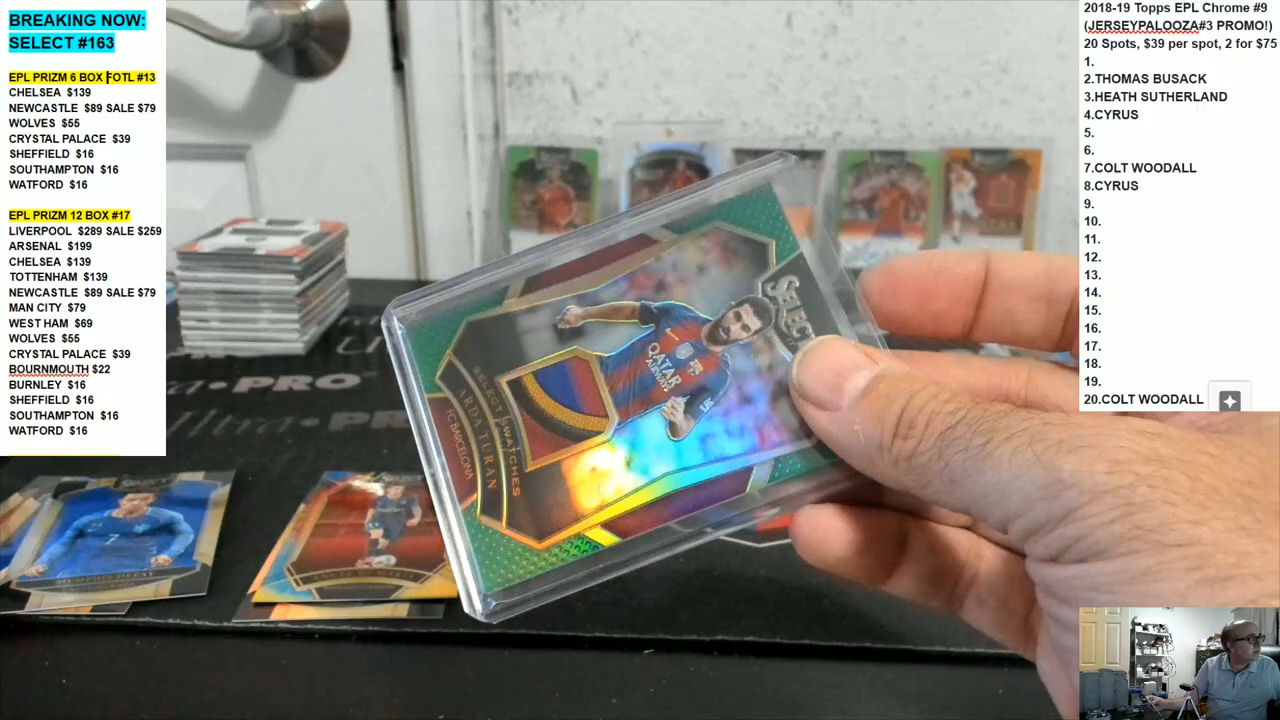 BREAKING NOW:
SELECT #163
EPL PRIZM 6 BOX FOTL #13
CHELSEA $139
NEWCASTLE $89 SALE $79
WOLVES $55
CRYSTAL PALACE $39
SHEFFIELD $16
SOUTHAMPTON $16
WATFORD $16
EPL PRIZM 12 BOX #17
LIVERPOOL $289 SALE $259
ARSENAL $199
CHELSEA $139
TOTTENHAM $139
NEWCASTLE $89 SALE $79
MAN CITY $79
WEST HAM $69
WOLVES $55
CRYSTAL PALACE $39
BOURNMOUTH $22
BURNLEY $16
SHEFFIELD $16
SOUTHAMPTON $16
WATFORD $16
2018-19 Topps EPL Chrome #9
(JERSEYPALOOZA#3 PROMO!)
20 Spots, $39 per spot, 2 for $75
1.
2.THOMAS BUSACK
3.HEATH SUTHERLAND
4.CYRUS
5.
6.
7.COLT WOODALL
8.CYRUS
9.
10.
11.
12.
13.
14.
15.
16.
17.
18.
19.
20.COLT WOODALL
SELECT
QATAR
AIRWAYS
SELECT SWATCHES
ARDA TURAN
FC BARCELONA
PRO
Ultra PRO
MEMPHIS DEPAY
7